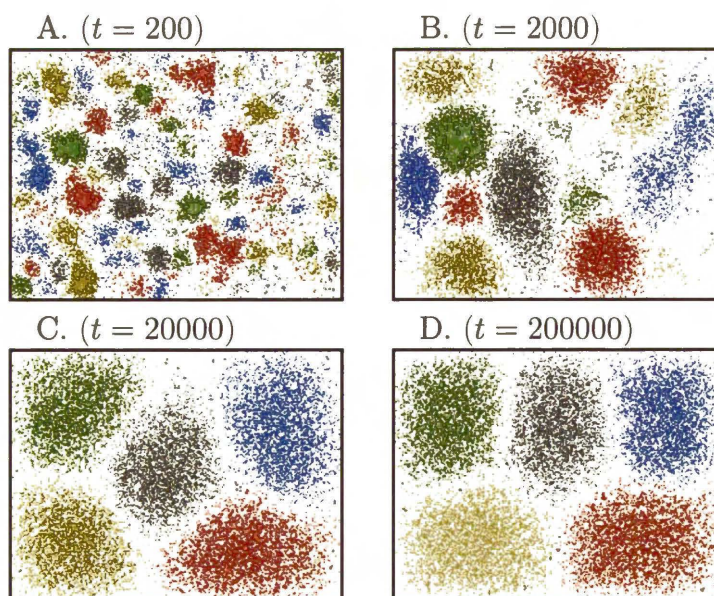 A. (t = 200)
B. (t = 2000)
C. (t = 20000)
D. (t = 200000)